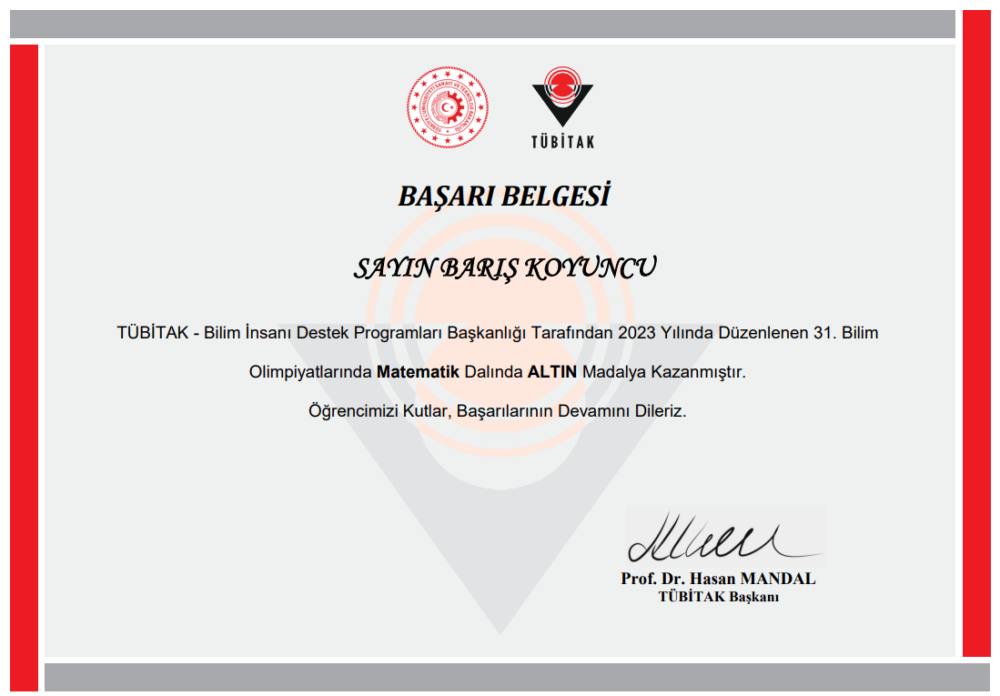 TÜRKİYE CUMHURİYETİ SANAYİ VE TEKNOLOJİ BAKANLIĞI
TÜBİTAK
BAŞARI BELGESİ
SAYIN BARIŞ KOYUNCU
TÜBİTAK - Bilim İnsanı Destek Programları Başkanlığı Tarafından 2023 Yılında Düzenlenen 31. Bilim
Olimpiyatlarında Matematik Dalında ALTIN Madalya Kazanmıştır.
Öğrencimizi Kutlar, Başarılarının Devamını Dileriz.
Prof. Dr. Hasan MANDAL
TÜBİTAK Başkanı